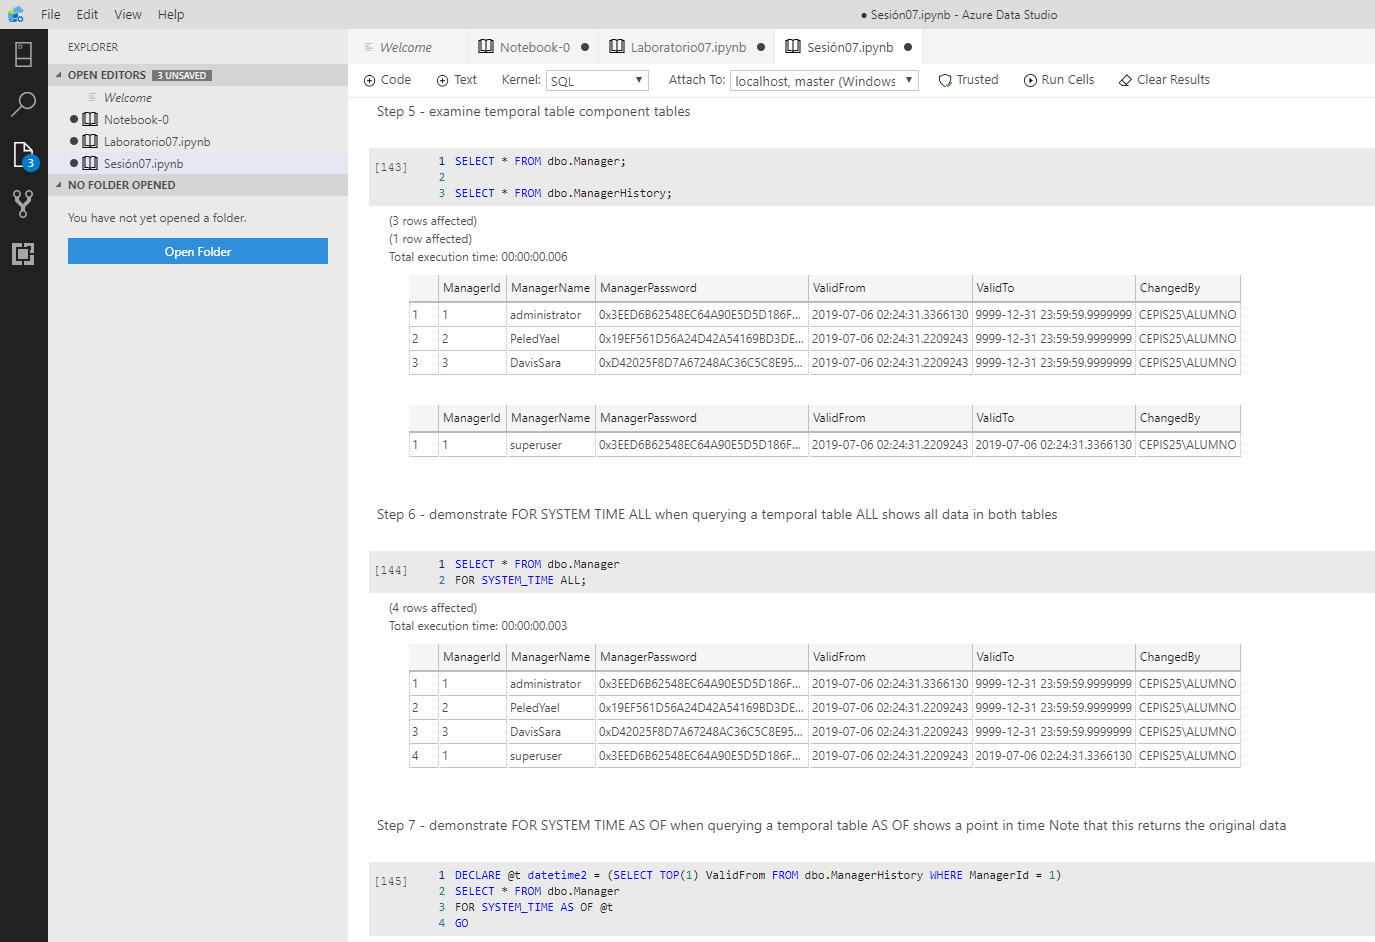 File Edit View Help
● Sesión07.ipynb - Azure Data Studio
EXPLORER
OPEN EDITORS 3 UNSAVED
Welcome
Notebook-0
Laboratorio07.ipynb
Sesión07.ipynb
3
NO FOLDER OPENED
You have not yet opened a folder.
Open Folder
Welcome Notebook-0 ● Laboratorio07.ipynb ● Sesión07.ipynb ●
Code Text Kernel: SQL Attach To: localhost, master (Windows Trusted Run Cells Clear Results
Step 5 - examine temporal table component tables
[143]
1 SELECT * FROM dbo.Manager;
2
3 SELECT * FROM dbo.ManagerHistory;
(3 rows affected)
(1 row affected)
Total execution time: 00:00:00.006
ManagerId ManagerName ManagerPassword ValidFrom ValidTo ChangedBy
1 1 administrator 0x3EED6B62548EC64A90E5D5D186F... 2019-07-06 02:24:31.3366130 9999-12-31 23:59:59.9999999 CEPIS25\ALUMNO
2 2 PeledYael 0x19EF561D56A24D42A54169BD3DE... 2019-07-06 02:24:31.2209243 9999-12-31 23:59:59.9999999 CEPIS25\ALUMNO
3 3 DavisSara 0xD42025F8D7A67248AC36C5C8E95... 2019-07-06 02:24:31.2209243 9999-12-31 23:59:59.9999999 CEPIS25\ALUMNO
ManagerId ManagerName ManagerPassword ValidFrom ValidTo ChangedBy
1 1 superuser 0x3EED6B62548EC64A90E5D5D186F... 2019-07-06 02:24:31.2209243 2019-07-06 02:24:31.3366130 CEPIS25\ALUMNO
Step 6 - demonstrate FOR SYSTEM TIME ALL when querying a temporal table ALL shows all data in both tables
[144]
1 SELECT * FROM dbo.Manager
2 FOR SYSTEM_TIME ALL;
(4 rows affected)
Total execution time: 00:00:00.003
ManagerId ManagerName ManagerPassword ValidFrom ValidTo ChangedBy
1 1 administrator 0x3EED6B62548EC64A90E5D5D186F... 2019-07-06 02:24:31.3366130 9999-12-31 23:59:59.9999999 CEPIS25\ALUMNO
2 2 PeledYael 0x19EF561D56A24D42A54169BD3DE... 2019-07-06 02:24:31.2209243 9999-12-31 23:59:59.9999999 CEPIS25\ALUMNO
3 3 DavisSara 0xD42025F8D7A67248AC36C5C8E95... 2019-07-06 02:24:31.2209243 9999-12-31 23:59:59.9999999 CEPIS25\ALUMNO
4 1 superuser 0x3EED6B62548EC64A90E5D5D186F... 2019-07-06 02:24:31.2209243 2019-07-06 02:24:31.3366130 CEPIS25\ALUMNO
Step 7 - demonstrate FOR SYSTEM TIME AS OF when querying a temporal table AS OF shows a point in time Note that this returns the original data
[145]
1 DECLARE @t datetime2 = (SELECT TOP(1) ValidFrom FROM dbo.ManagerHistory WHERE ManagerId = 1)
2 SELECT * FROM dbo.Manager
3 FOR SYSTEM_TIME AS OF @t
4 GO